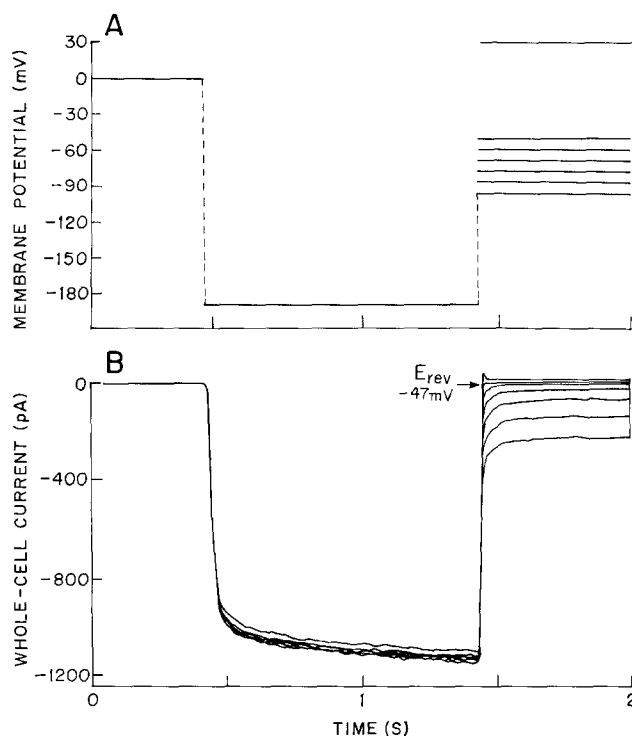 A
MEMBRANE POTENTIAL (mV)
30
0
-30
-60
-90
-120
-150
-180
B
WHOLE-CELL CURRENT (pA)
0
-400
-800
-1200
Erev
-47mV
0
1
2
TIME (S)